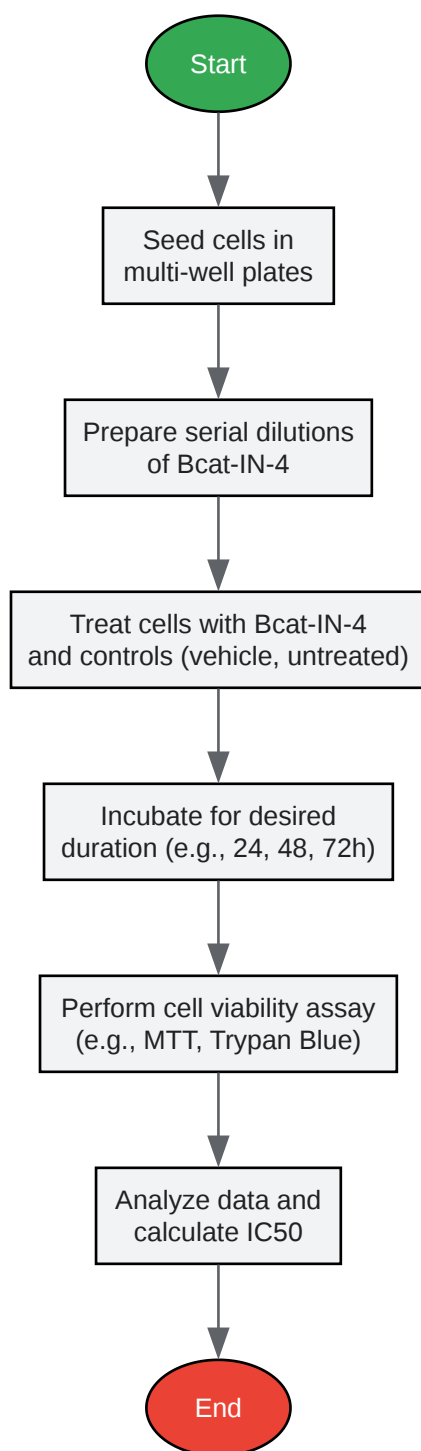 Start
Seed cells in
multi-well plates
Prepare serial dilutions
of Bcat-IN-4
Treat cells with Bcat-IN-4
and controls (vehicle, untreated)
Incubate for desired
duration (e.g., 24, 48, 72h)
Perform cell viability assay
(e.g., MTT, Trypan Blue)
Analyze data and
calculate IC50
End